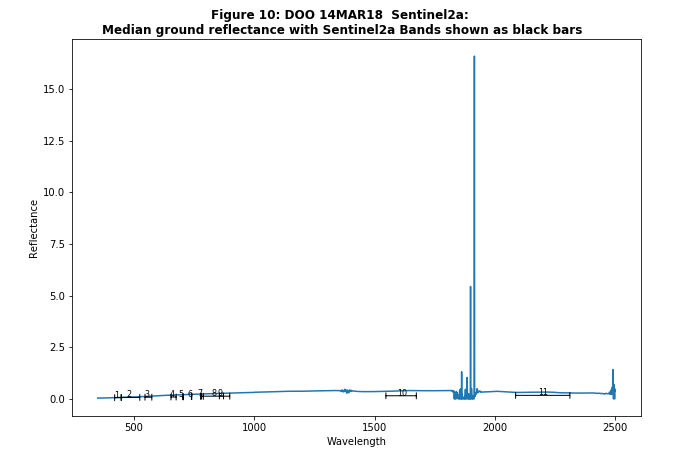 Figure 10: DOO 14MAR18 Sentinel2a:
Median ground reflectance with Sentinel2a Bands shown as black bars
15.0
12.5
10.0
7.5
5.0
2.5
0.0
Reflectance
1 2 3 4 5 6 7 8 9 10 11
500 1000 1500 2000 2500
Wavelength